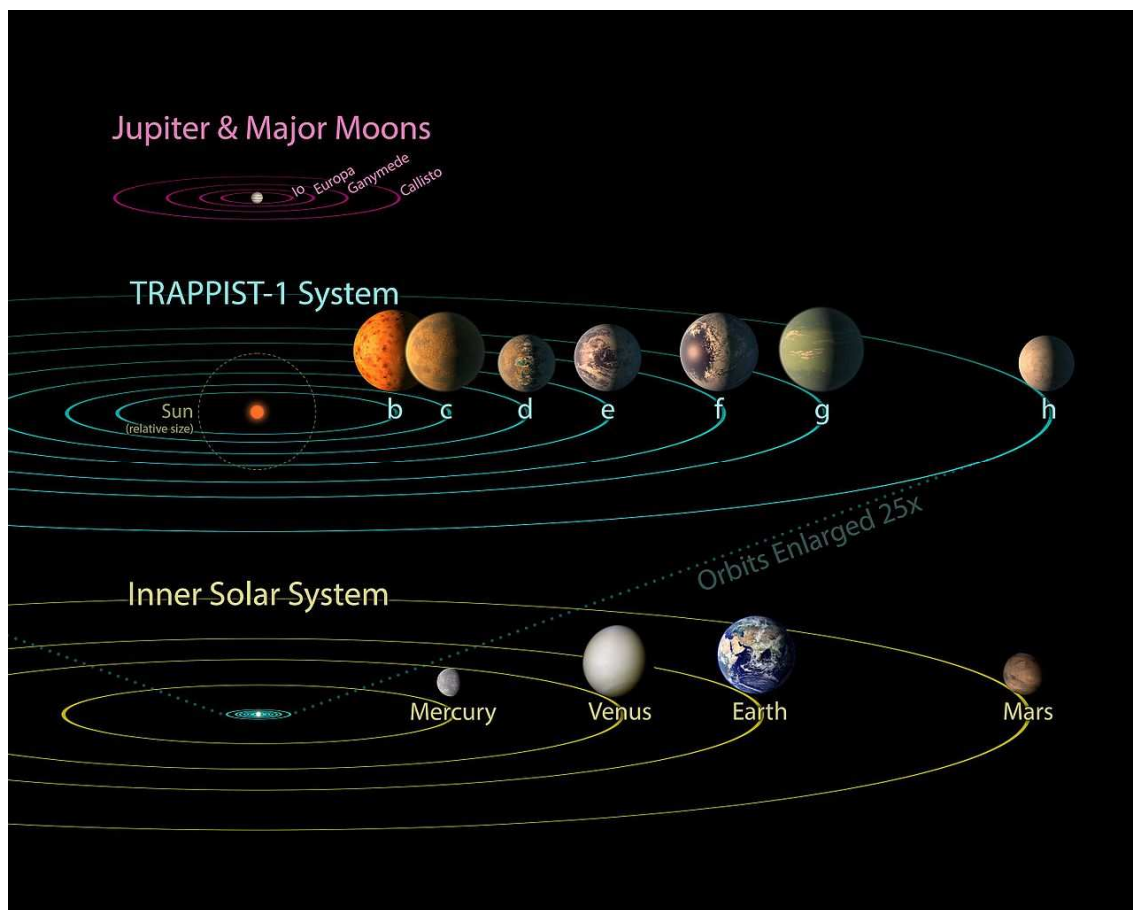 Jupiter & Major Moons
Io
Europa
Ganymede
Callisto
TRAPPIST-1 System
Sun
(relative size)
b
c
d
e
f
g
h
Orbits Enlarged 25x
Inner Solar System
Mercury
Venus
Earth
Mars